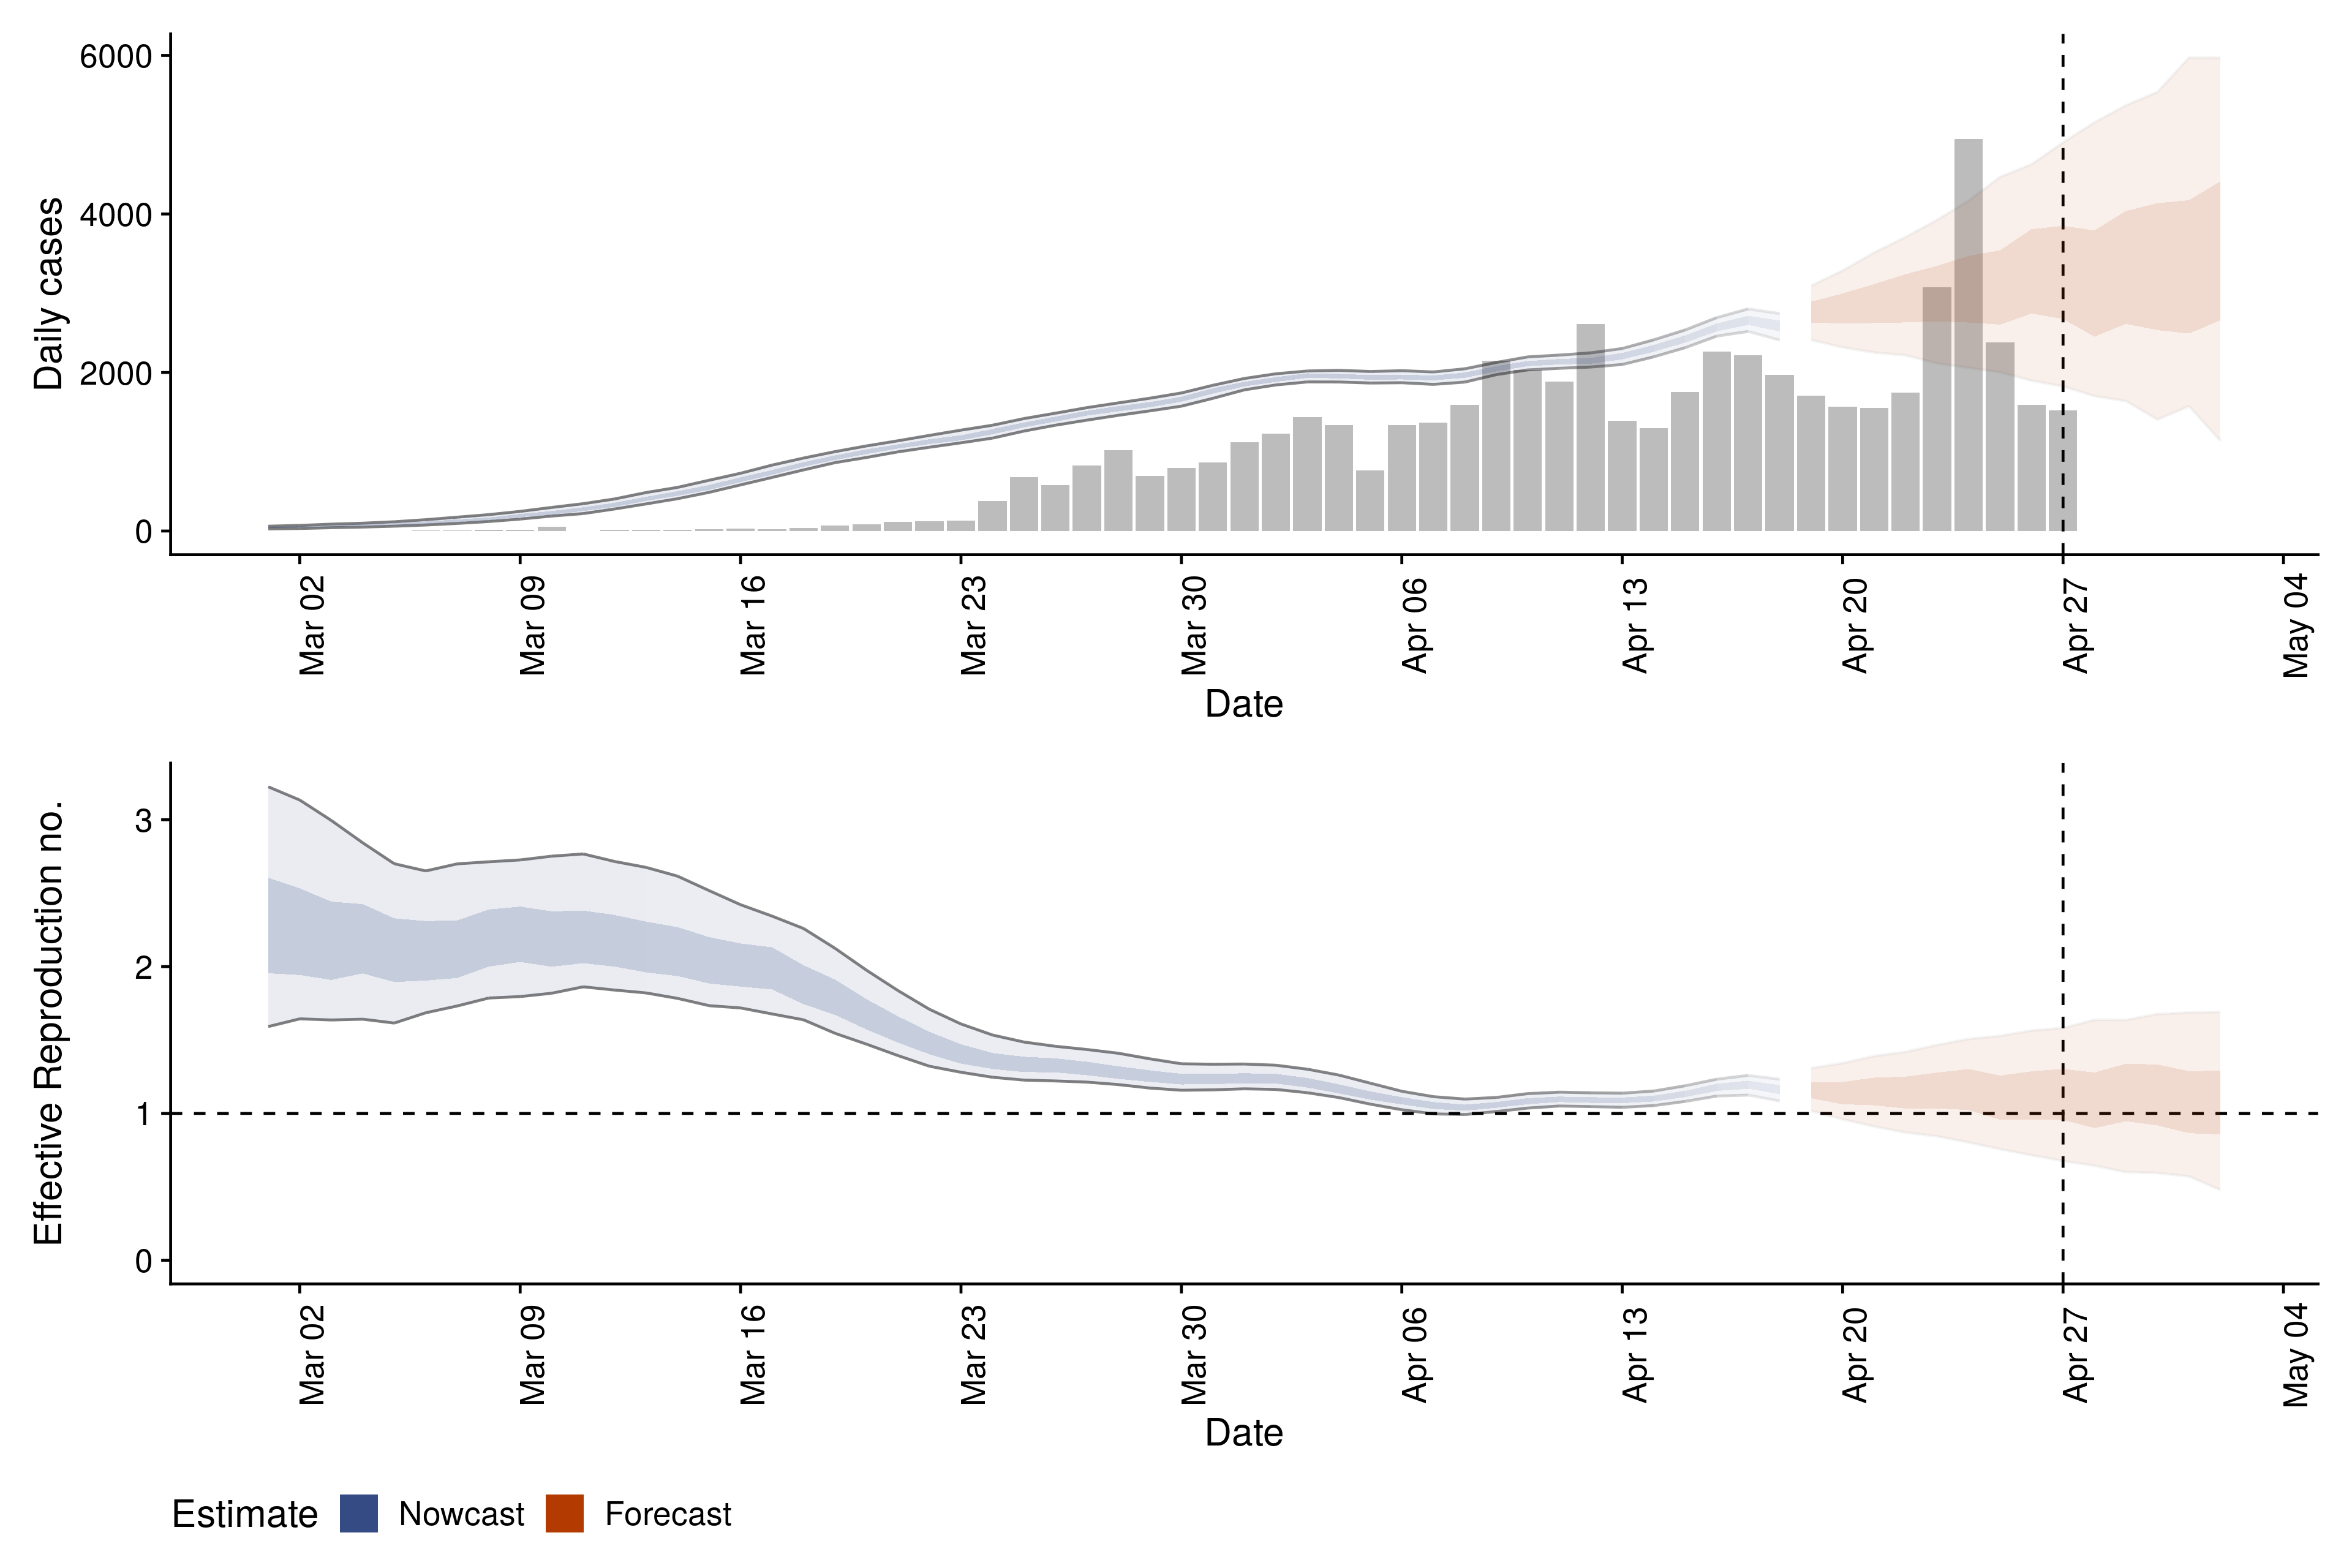 Daily cases
6000
4000
2000
0
Mar 02
Mar 09
Mar 16
Mar 23
Mar 30
Apr 06
Apr 13
Apr 20
Apr 27
May 04
Date
Effective Reproduction no.
3
2
1
0
Mar 02
Mar 09
Mar 16
Mar 23
Mar 30
Apr 06
Apr 13
Apr 20
Apr 27
May 04
Date
Estimate Nowcast Forecast